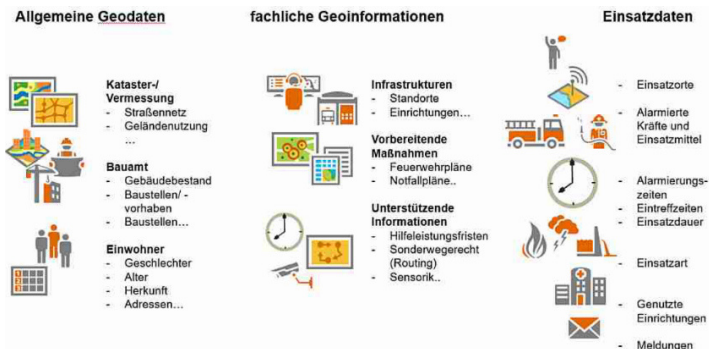 Allgemeine Geodaten
Kataster-/
Vermessung
- Straßennetz
- Geländenutzung
...
Bauamt
- Gebäudebestand
- Baustellen/ -
vorhaben
- Baustellen...
Einwohner
- Geschlechter
- Alter
- Herkunft
- Adressen...
fachliche Geoinformationen
Infrastrukturen
- Standorte
- Einrichtungen...
Vorbereitende
Maßnahmen
- Feuerwehrpläne
- Notfallpläne..
Unterstützende
Informationen
- Hilfeleistungsfristen
- Sonderwegerecht
(Routing)
- Sensorik..
Einsatzdaten
- Einsatzorte
- Alarmierte
Kräfte und
Einsatzmittel
- Alarmierungs-
zeiten
- Eintreffzeiten
- Einsatzdauer
- Einsatzart
- Genutzte
Einrichtungen
- Meldungen